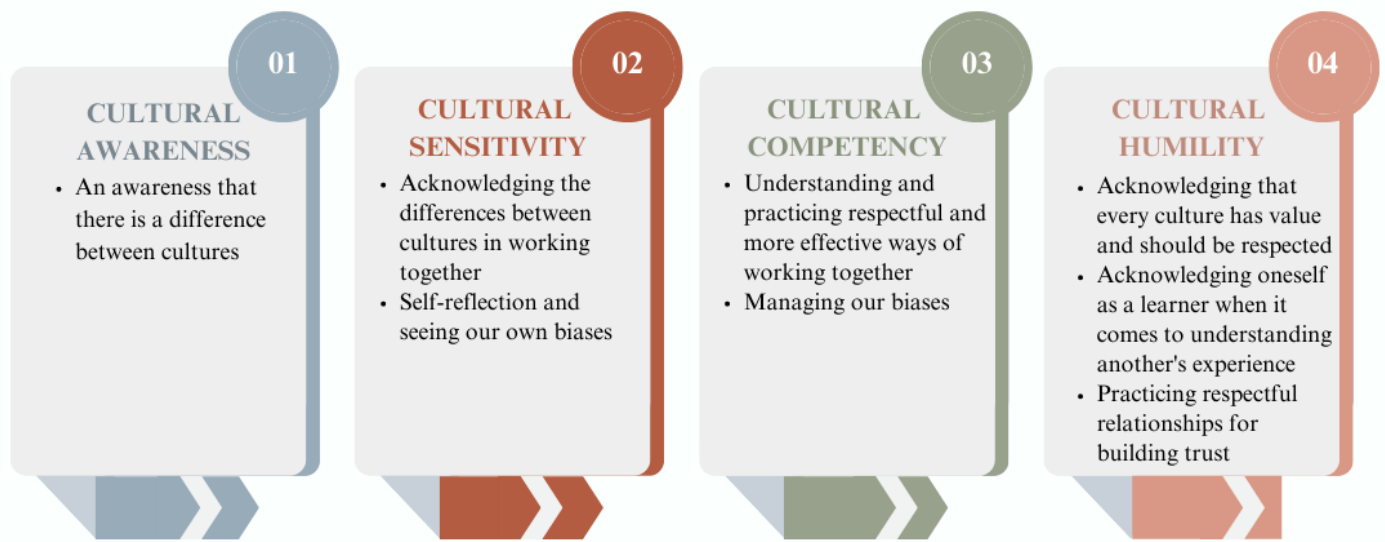 01
CULTURAL
AWARENESS
• An awareness that
there is a difference
between cultures
02
CULTURAL
SENSITIVITY
• Acknowledging the
differences between
cultures in working
together
• Self-reflection and
seeing our own biases
03
CULTURAL
COMPETENCY
• Understanding and
practicing respectful and
more effective ways of
working together
• Managing our biases
04
CULTURAL
HUMILITY
• Acknowledging that
every culture has value
and should be respected
• Acknowledging oneself
as a learner when it
comes to understanding
another's experience
• Practicing respectful
relationships for
building trust